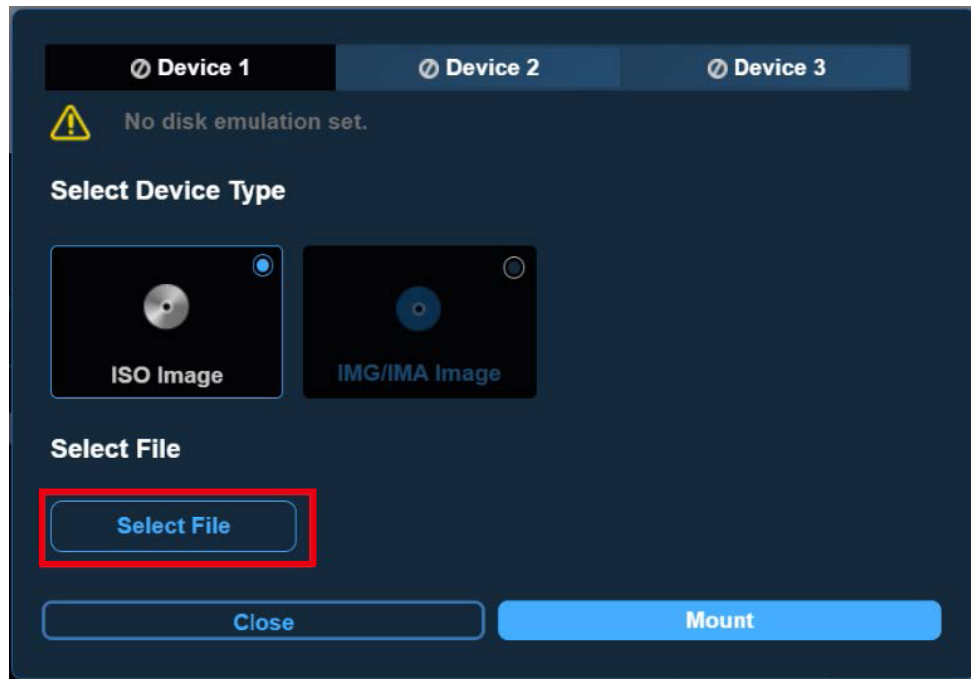 Device 1 Device 2 Device 3
No disk emulation set.
Select Device Type
ISO Image IMG/IMA Image
Select File
Select File
Close Mount